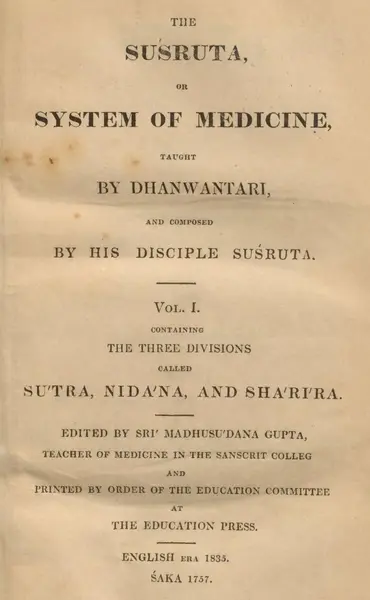 THE
SUŚRUTA,
OR
SYSTEM OF MEDICINE,
TAUGHT
BY DHANWANTARI,
AND COMPOSED
BY HIS DISCIPLE SUŚRUTA.
VOL. I.
CONTAINING
THE THREE DIVISIONS
CALLED
SU'TRA, NIDA'NA, AND SHA'RI'RA.
EDITED BY SRI' MADHUSU'DANA GUPTA,
TEACHER OF MEDICINE IN THE SANSCRIT COLLEG
AND
PRINTED BY ORDER OF THE EDUCATION COMMITTEE
AT
THE EDUCATION PRESS.
ENGLISH ERA 1835.
ŚAKA 1757.